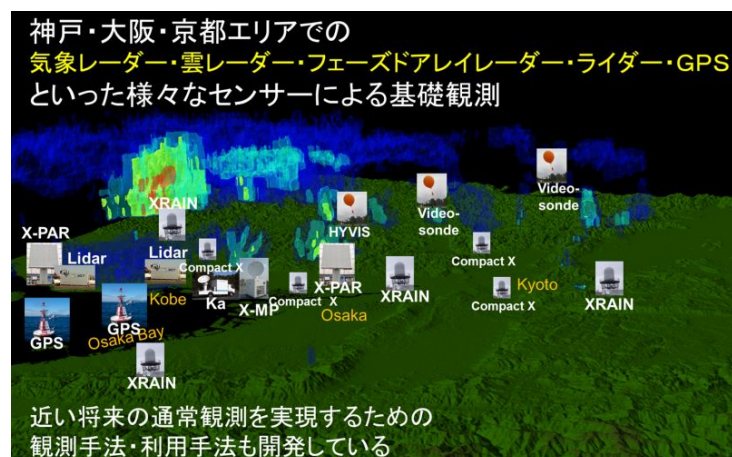 神戸・大阪・京都エリアでの
気象レーダー・雲レーダー・フェーズドアレイレーダー・ライダー・GPS
といった様々なセンサーによる基礎観測
Video-
sonde
Video-
sonde
XRAIN
HYVIS
X-PAR
Lidar
Lidar
Compact X
Compact X
Kobe
Ka
X-MP
Compact X
X-PAR
Osaka
XRAIN
Kyoto
Compact X
XRAIN
GPS
GPS
Osaka Bay
XRAIN
近い将来の通常観測を実現するための
観測手法・利用手法も開発している